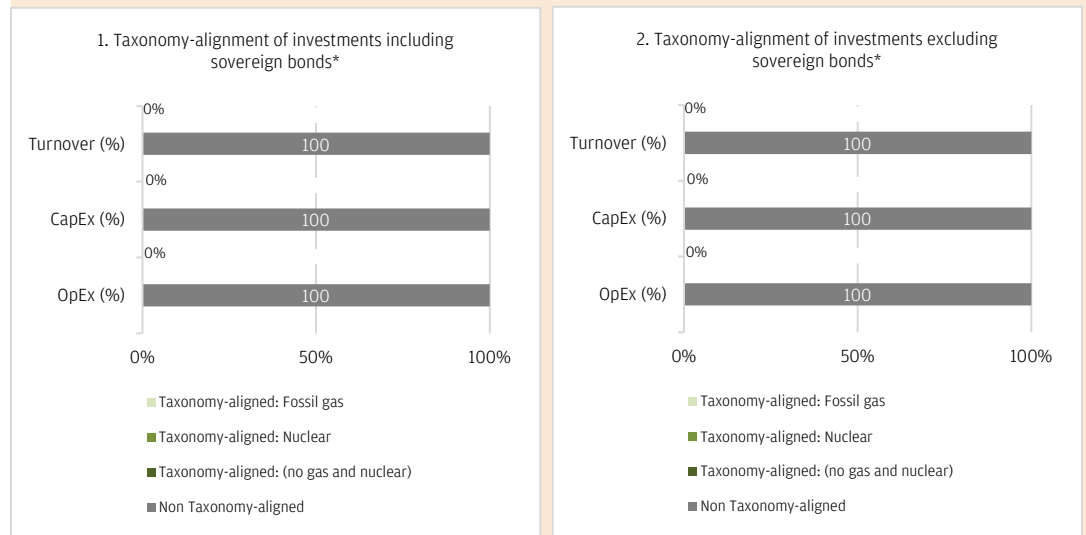 1. Taxonomy-alignment of investments including
sovereign bonds*
0%
Turnover (%)
100
0%
CapEx (%)
100
0%
OpEx (%)
100
0%
50%
100%
Taxonomy-aligned: Fossil gas
Taxonomy-aligned: Nuclear
Taxonomy-aligned: (no gas and nuclear)
Non Taxonomy-aligned
2. Taxonomy-alignment of investments excluding
sovereign bonds*
0%
Turnover (%)
100
0%
CapEx (%)
100
0%
OpEx (%)
100
0%
50%
100%
Taxonomy-aligned: Fossil gas
Taxonomy-aligned: Nuclear
Taxonomy-aligned: (no gas and nuclear)
Non Taxonomy-aligned